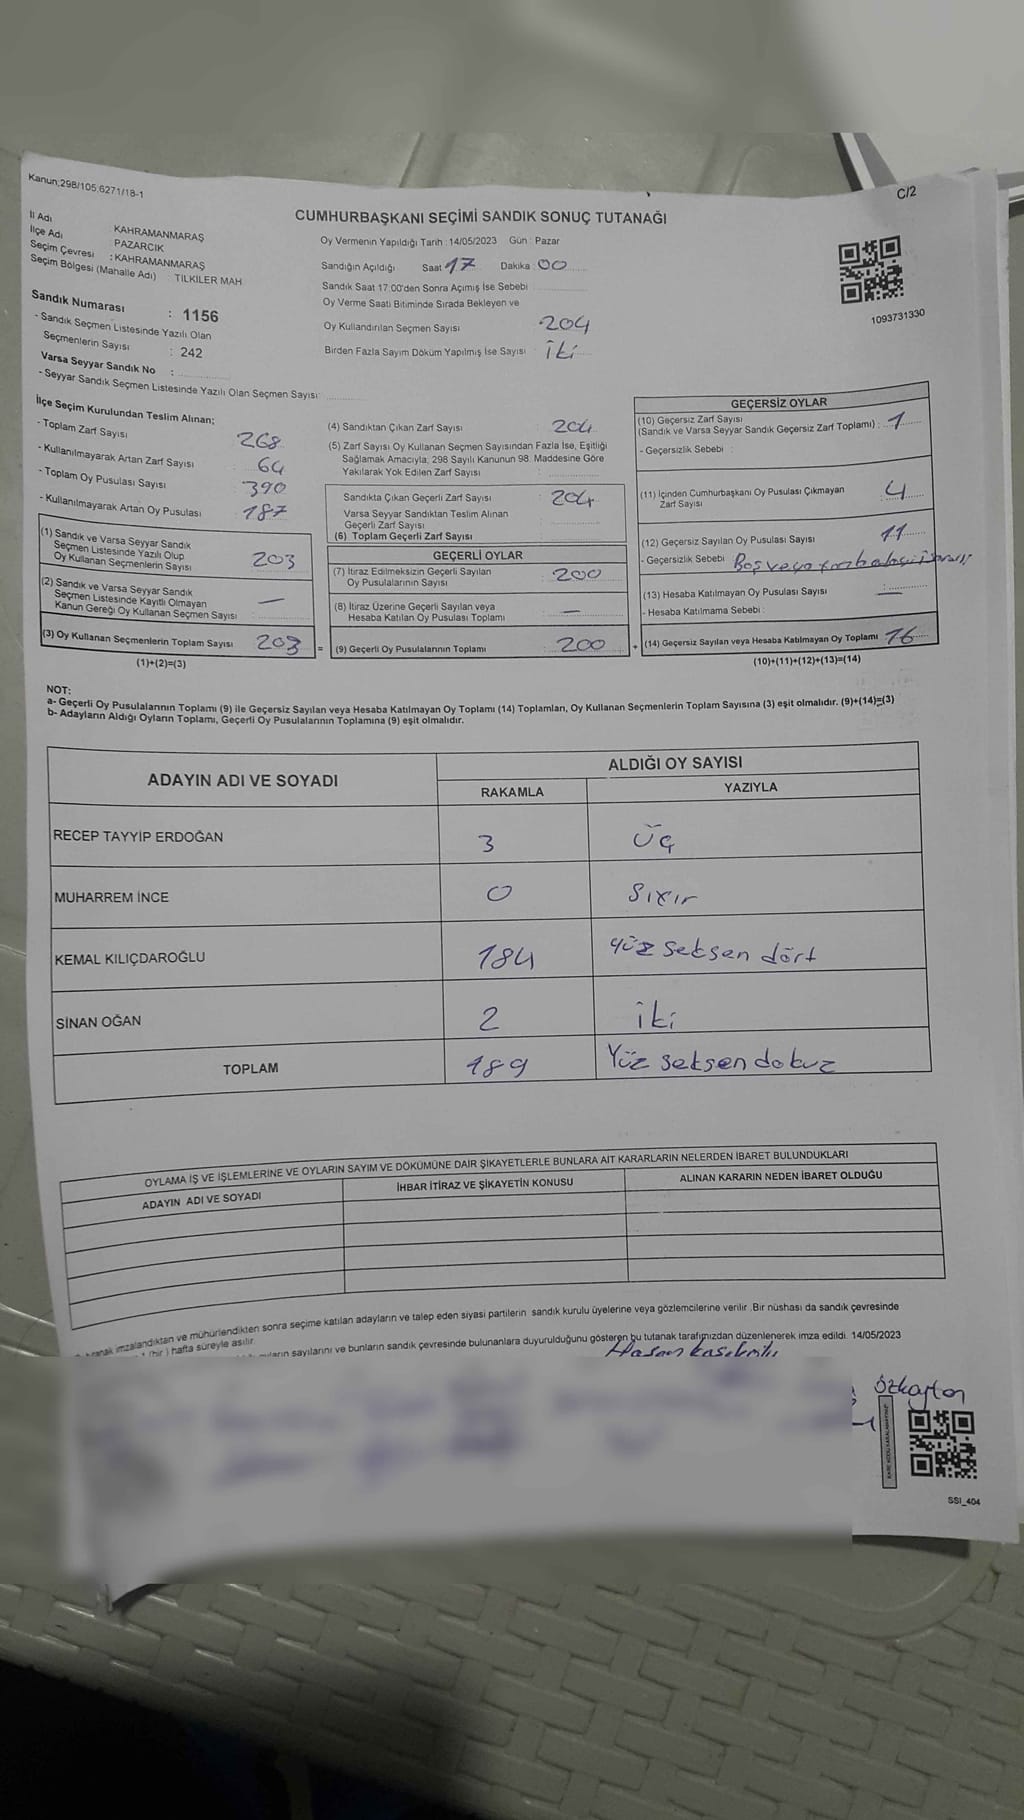 Kanun;298/105,6271/18-1
C/2
CUMHURBAŞKANI SEÇİMİ SANDIK SONUÇ TUTANAĞI
İl Adı KAHRAMANMARAŞ
İlçe Adı : PAZARCIK
Seçim Çevresi : KAHRAMANMARAŞ
Seçim Bölgesi (Mahalle Adı) : TİLKİLER MAH
Sandık Numarası : 1156
- Sandık Seçmen Listesinde Yazılı Olan
Seçmenlerin Sayısı : 242
Varsa Seyyar Sandık No :
- Seyyar Sandık Seçmen Listesinde Yazılı Olan Seçmen Sayısı:
Oy Vermenin Yapıldığı Tarih : 14/05/2023 Gün : Pazar
Sandığın Açıldığı Saat 17 Dakika 00
Sandık Saat 17:00'den Sonra Açımış İse Sebebi
Oy Verme Saati Bitiminde Sırada Bekleyen ve
Oy Kullandırılan Seçmen Sayısı 204
Birden Fazla Sayım Döküm Yapılmış İse Sayısı iki
1093731330
İlçe Seçim Kurulundan Teslim Alınan;
- Toplam Zarf Sayısı 268
- Kullanılmayarak Artan Zarf Sayısı 64
- Toplam Oy Pusulası Sayısı 390
- Kullanılmayarak Artan Oy Pusulası 187
(1) Sandık ve Varsa Seyyar Sandık
Seçmen Listesinde Yazılı Olup
Oy Kullanan Seçmenlerin Sayısı 203
(2) Sandık ve Varsa Seyyar Sandık
Seçmen Listesinde Kayıtlı Olmayan
Kanun Gereği Oy Kullanan Seçmen Sayısı —
(3) Oy Kullanan Seçmenlerin Toplam Sayısı 203 =
(1)+(2)=(3)
(4) Sandıktan Çıkan Zarf Sayısı 204
(5) Zarf Sayısı Oy Kullanan Seçmen Sayısından Fazla İse, Eşitliği
Sağlamak Amacıyla, 298 Sayılı Kanunun 98. Maddesine Göre
Yakılarak Yok Edilen Zarf Sayısı
Sandıkta Çıkan Geçerli Zarf Sayısı 204
Varsa Seyyar Sandıktan Teslim Alınan
Geçerli Zarf Sayısı
(6) Toplam Geçerli Zarf Sayısı
GEÇERLİ OYLAR
(7) İtiraz Edilmeksizin Geçerli Sayılan
Oy Pusulalarının Sayısı 200
(8) İtiraz Üzerine Geçerli Sayılan veya
Hesaba Katılan Oy Pusulası Toplamı —
(9) Geçerli Oy Pusulalarının Toplamı 200 +
GEÇERSİZ OYLAR
(10) Geçersiz Zarf Sayısı
(Sandık ve Varsa Seyyar Sandık Geçersiz Zarf Toplamı) : 1
- Geçersizlik Sebebi :
(11) İçinden Cumhurbaşkanı Oy Pusulası Çıkmayan
Zarf Sayısı : 4
(12) Geçersiz Sayılan Oy Pusulası Sayısı 11
- Geçersizlik Sebebi Boş veya
(13) Hesaba Katılmayan Oy Pusulası Sayısı : —
- Hesaba Katılmama Sebebi :
(14) Geçersiz Sayılan veya Hesaba Katılmayan Oy Toplamı 16
(10)+(11)+(12)+(13)=(14)
NOT:
a- Geçerli Oy Pusulalarının Toplamı (9) ile Geçersiz Sayılan veya Hesaba Katılmayan Oy Toplamı (14) Toplamları, Oy Kullanan Seçmenlerin Toplam Sayısına (3) eşit olmalıdır. (9)+(14)=(3)
b- Adayların Aldığı Oyların Toplamı, Geçerli Oy Pusulalarının Toplamına (9) eşit olmalıdır.
ADAYIN ADI VE SOYADI ALDIĞI OY SAYISI
RAKAMLA YAZIYLA
RECEP TAYYİP ERDOĞAN 3 Üç
MUHARREM İNCE 0 Sıxır
KEMAL KILIÇDAROĞLU 184 yüz seksen dört
SİNAN OĞAN 2 iki
TOPLAM 189 Yüz seksen dokuz
OYLAMA İŞ VE İŞLEMLERİNE VE OYLARIN SAYIM VE DÖKÜMÜNE DAİR ŞİKAYETLERLE BUNLARA AİT KARARLARIN NELERDEN İBARET BULUNDUKLARI
ADAYIN ADI VE SOYADI İHBAR İTİRAZ VE ŞİKAYETİN KONUSU ALINAN KARARIN NEDEN İBARET OLDUĞU
imzalandıktan ve mühürlendikten sonra seçime katılan adayların ve talep eden siyasi partilerin sandık kurulu üyelerine veya gözlemcilerine verilir .Bir nüshası da sandık çevresinde
hafta süreyle asılır.
sayılarını ve bunların sandık çevresinde bulunanlara duyurulduğunu gösteren bu tutanak tarafımızdan düzenlenerek imza edildi. 14/05/2023
Hasan
SSI_404